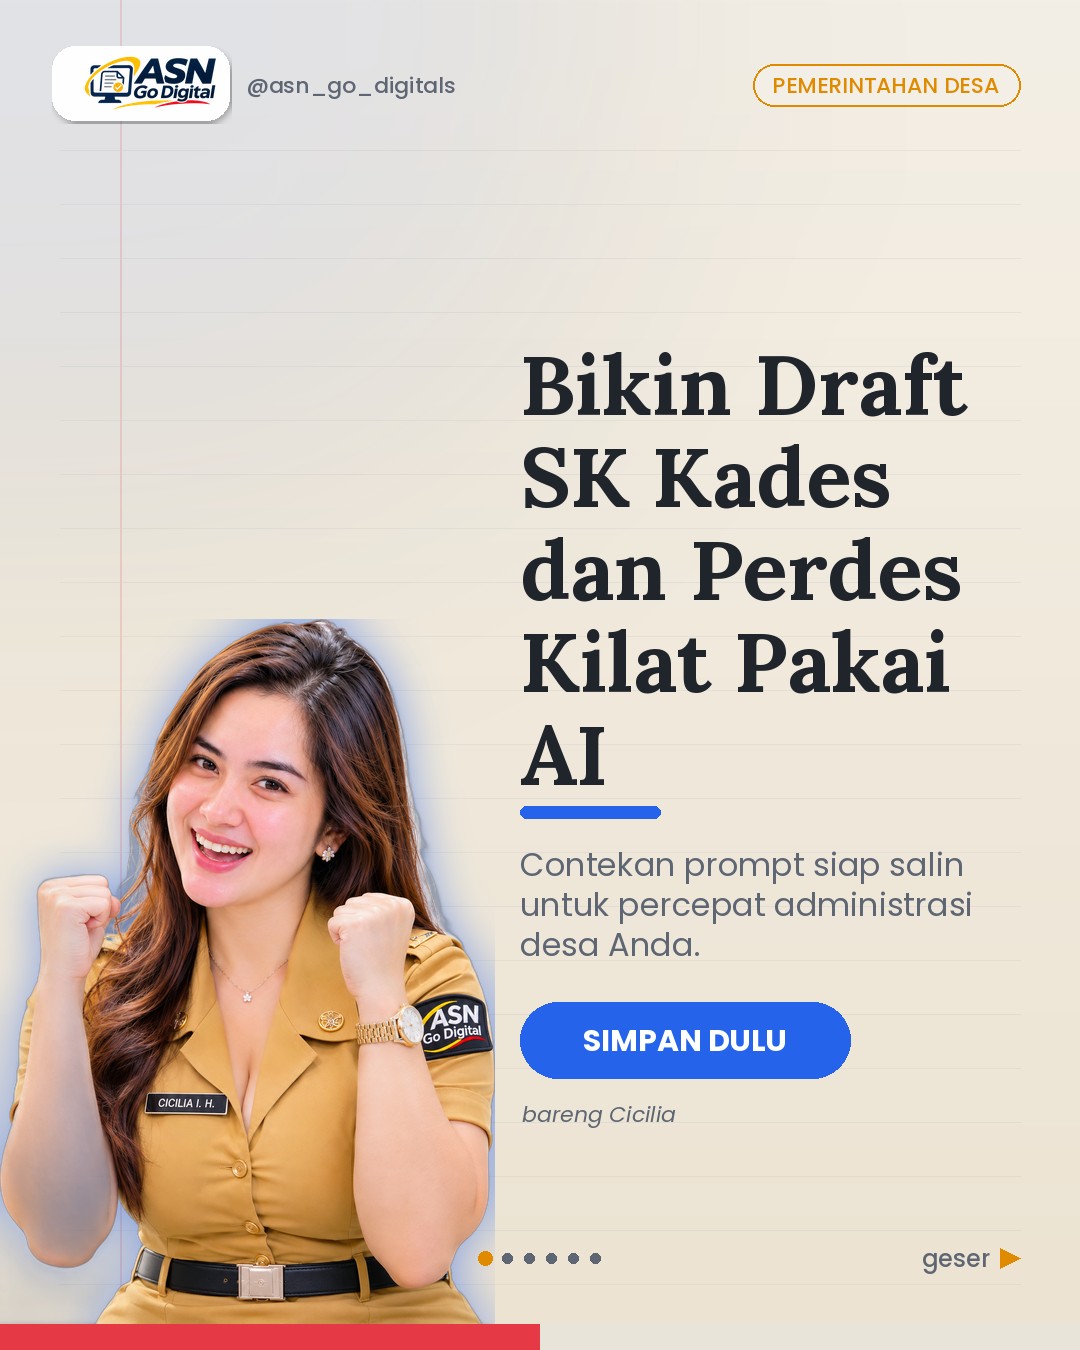 ASN
Go Digital
@asn_go_digitals
PEMERINTAHAN DESA
Bikin Draft
SK Kades
dan Perdes
Kilat Pakai
AI
Contekan prompt siap salin
untuk percepat administrasi
desa Anda.
SIMPAN DULU
bareng Cicilia
ASN
Go Digital
CICILIA I. H.
geser